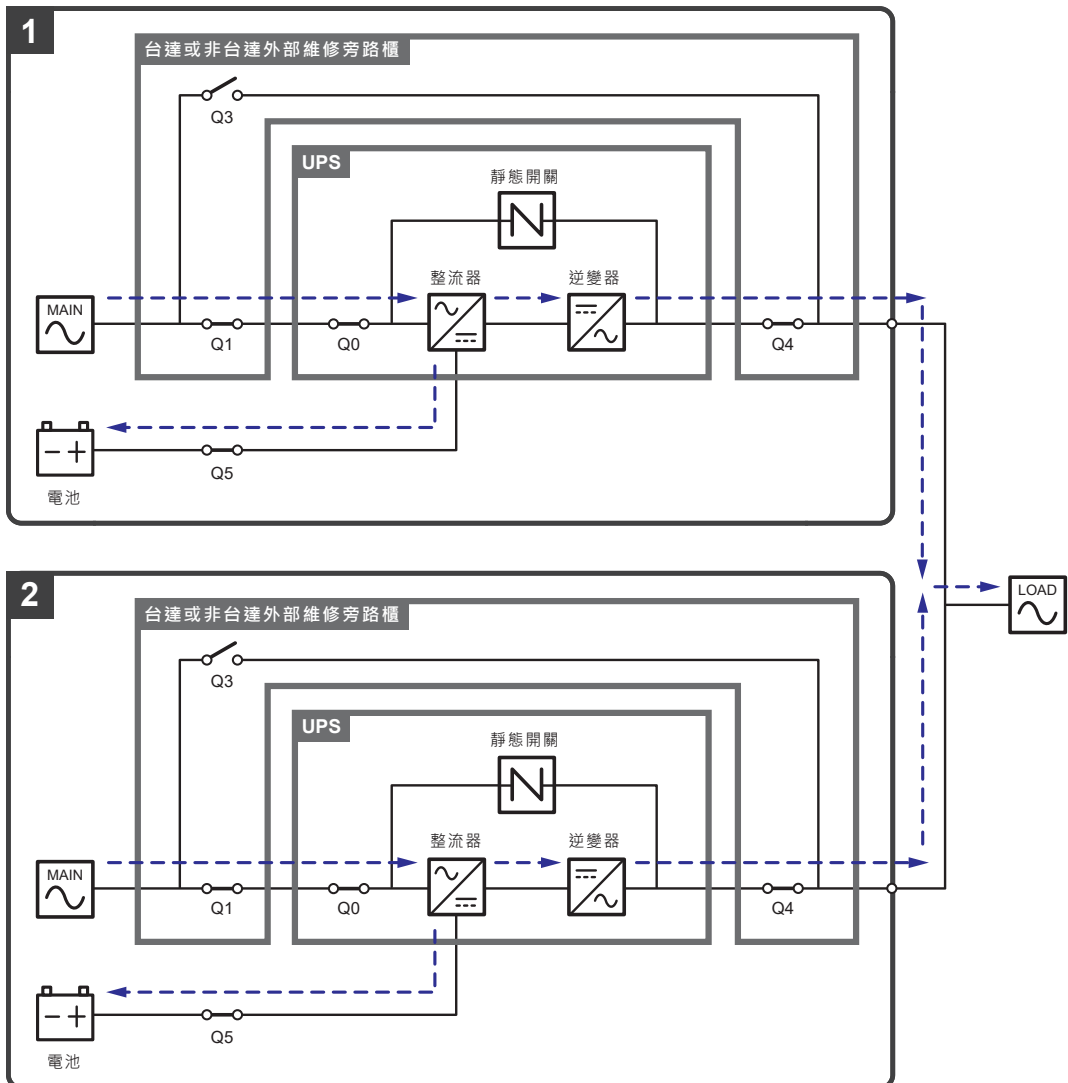 1
台達或非台達外部維修旁路櫃
Q3
UPS
靜態開關
整流器
逆變器
MAIN
Q1
Q0
Q4
Q5
電池
2
台達或非台達外部維修旁路櫃
LOAD
Q3
UPS
靜態開關
整流器
逆變器
MAIN
Q1
Q0
Q4
Q5
電池